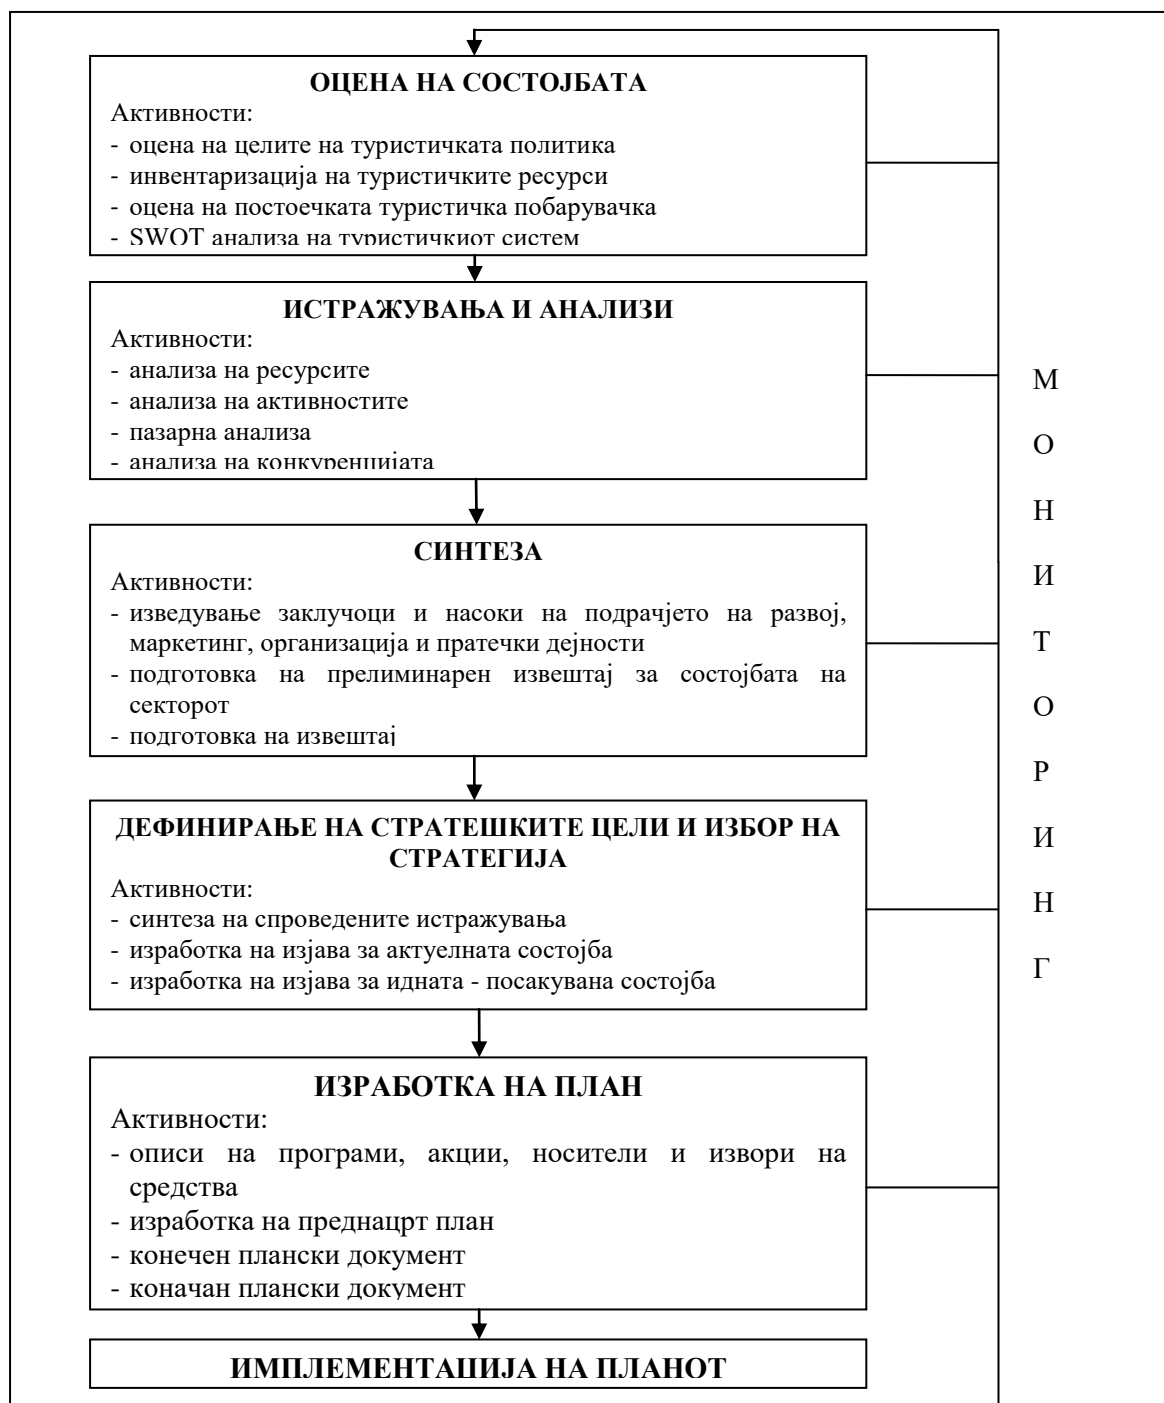 ОЦЕНА НА СОСТОЈБАТА
Активности:
- оцена на целите на туристичката политика
- инвентаризација на туристичките ресурси
- оцена на постоечката туристичка побарувачка
- SWOT анализа на туристичкиот систем
ИСТРАЖУВАЊА И АНАЛИЗИ
Активности:
- анализа на ресурсите
- анализа на активностите
- пазарна анализа
- анализа на конкуренцијата
СИНТЕЗА
Активности:
- изведување заклучоци и насоки на подрачјето на развој,
маркетинг, организација и пратечки дејности
- подготовка на прелиминарен извештај за состојбата на
секторот
- подготовка на извештај
ДЕФИНИРАЊЕ НА СТРАТЕШКИТЕ ЦЕЛИ И ИЗБОР НА
СТРАТЕГИЈА
Активности:
- синтеза на спроведените истражувања
- изработка на изјава за актуелната состојба
- изработка на изјава за идната - посакувана состојба
ИЗРАБОТКА НА ПЛАН
Активности:
- описи на програми, акции, носители и извори на
средства
- изработка на преднацрт план
- конечен плански документ
- коначан плански документ
ИМПЛЕМЕНТАЦИЈА НА ПЛАНОТ
М
О
Н
И
Т
О
Р
И
Н
Г